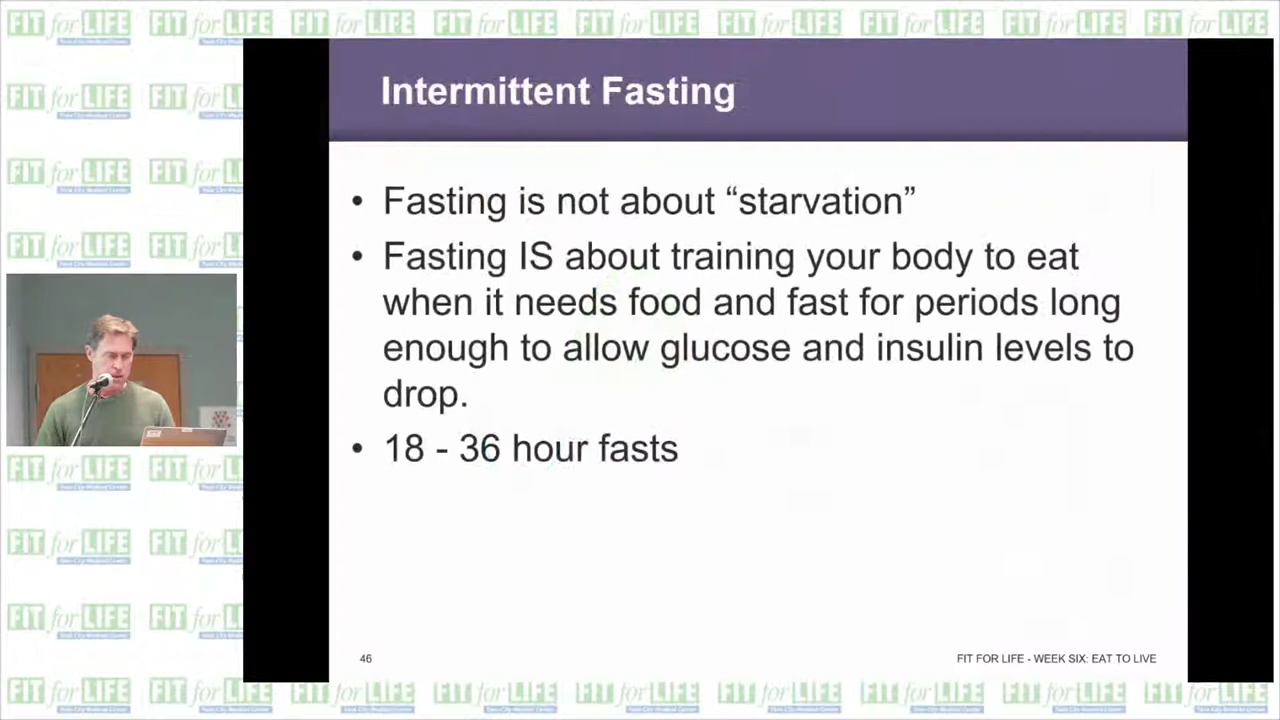 FIT for LIFE
Intermittent Fasting
• Fasting is not about “starvation”
• Fasting IS about training your body to eat
when it needs food and fast for periods long
enough to allow glucose and insulin levels to
drop.
• 18 - 36 hour fasts
46
FIT FOR LIFE - WEEK SIX: EAT TO LIVE